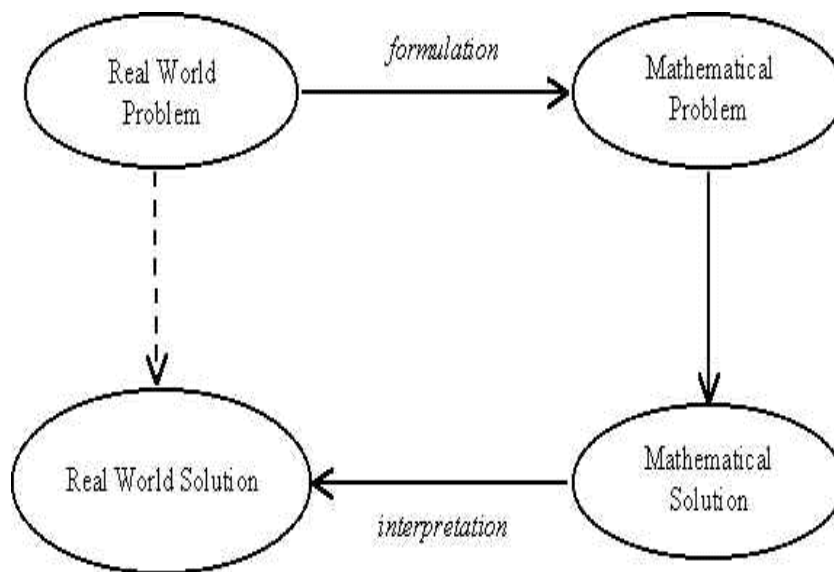 Real World
Problem
formulation
Mathematical
Problem
Real World Solution
interpretation
Mathematical
Solution